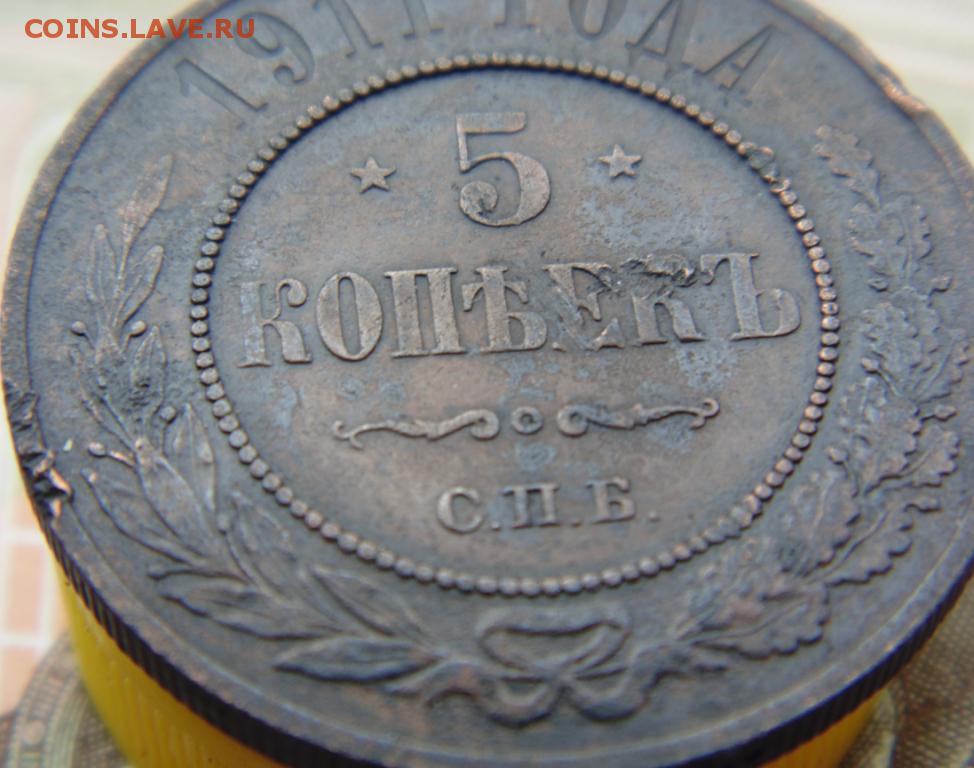 COINS.LAVE.RU
1911 ГОДА
★ 5 ★
КОПѢЕКЪ
С.П.Б.